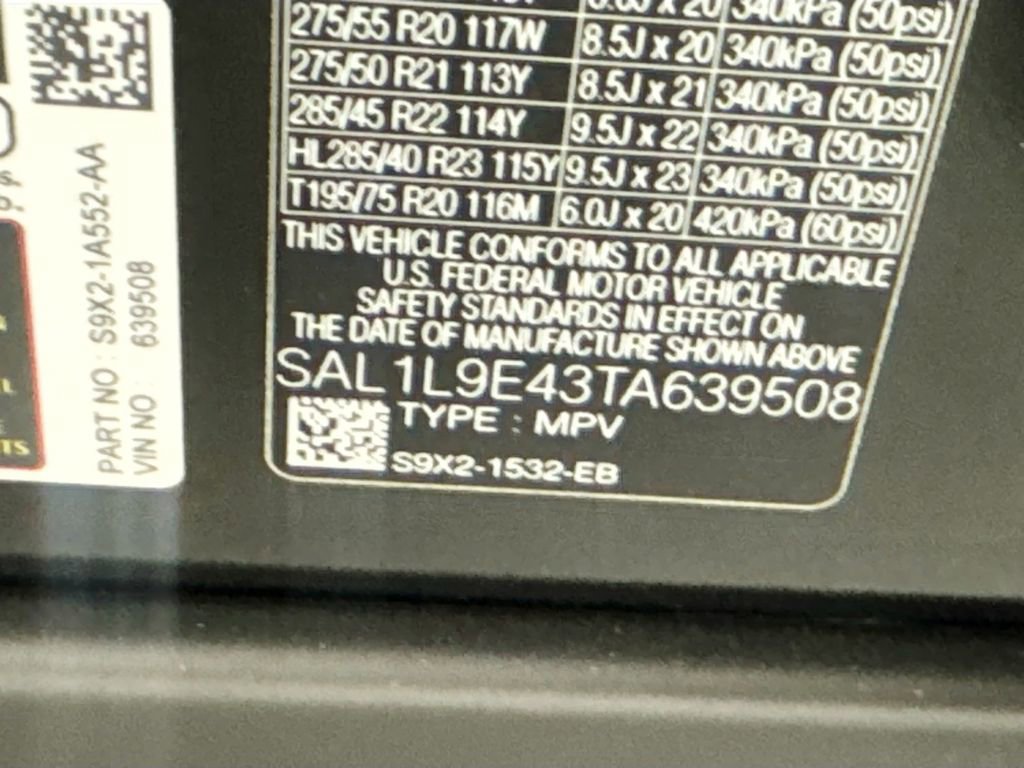 340kPa (50psi)
275/55 R20 117W 8.5J x 20 340kPa (50psi)
275/50 R21 113Y 8.5J x 21 340kPa (50psi)
285/45 R22 114Y 9.5J x 22 340kPa (50psi)
HL285/40 R23 115Y 9.5J x 23 340kPa (50psi)
T195/75 R20 116M 6.0J x 20 420kPa (60psi)
THIS VEHICLE CONFORMS TO ALL APPLICABLE
U.S. FEDERAL MOTOR VEHICLE
SAFETY STANDARDS IN EFFECT ON
THE DATE OF MANUFACTURE SHOWN ABOVE
SAL1L9E43TA639508
TYPE : MPV
S9X2-1532-EB
PART NO : S9X2-1A552-AA
VIN NO : 639508